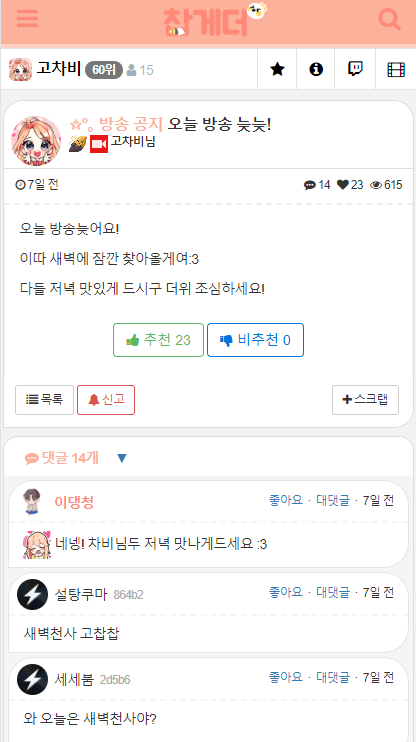 찬게더
고차비 60위 15
☆°。방송 공지 오늘 방송 늦늦!
고차비님
7일 전 14 23 615
오늘 방송늦어요!
이따 새벽에 잠깐 찾아올게여:3
다들 저녁 맛있게 드시구 더위 조심하세요!
추천 23 비추천 0
목록 신고 스크랩
댓글 14개 ▼
이댕청 좋아요 · 대댓글 · 7일 전
네넹! 차비님두 저녁 맛나게드세요 :3
설탕쿠마 864b2 좋아요 · 대댓글 · 7일 전
새벽천사 고찹찹
세세붐 2d5b6 좋아요 · 대댓글 · 7일 전
와 오늘은 새벽천사야?